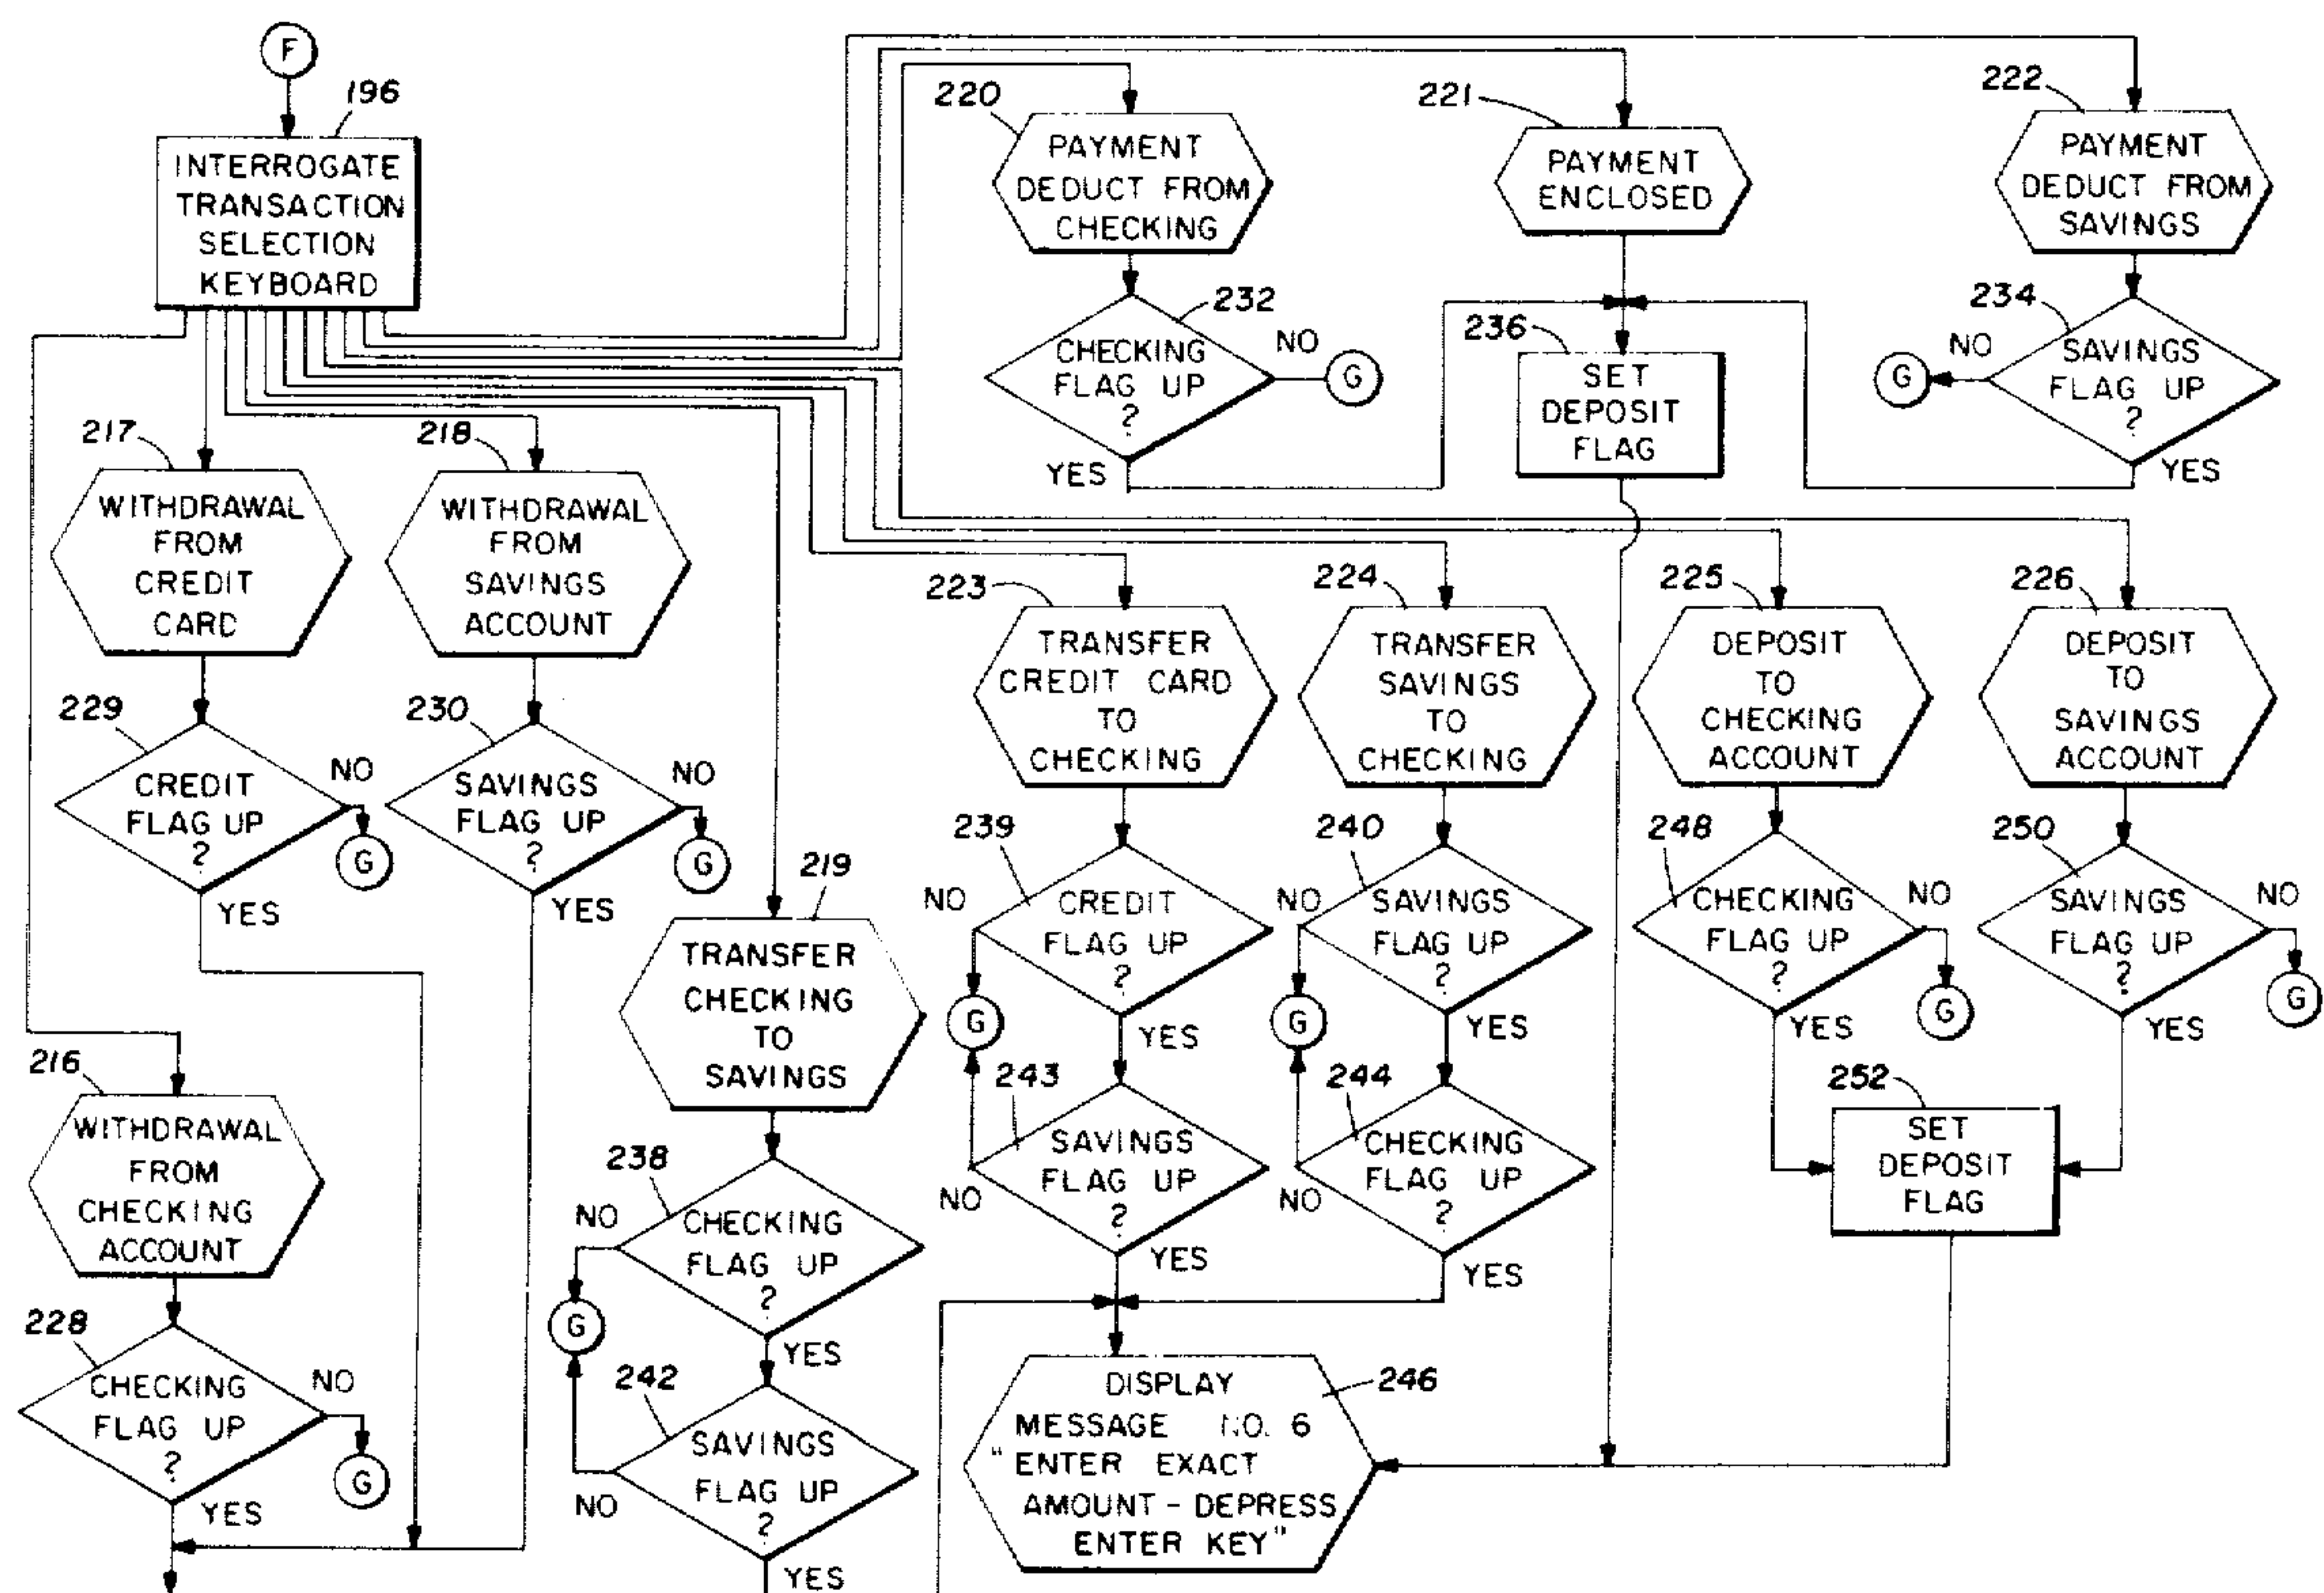 F
196
INTERROGATE
TRANSACTION
SELECTION
KEYBOARD
220
PAYMENT
DEDUCT FROM
CHECKING
221
PAYMENT
ENCLOSED
222
PAYMENT
DEDUCT FROM
SAVINGS
232
CHECKING
FLAG UP
?
NO
G
YES
236
SET
DEPOSIT
FLAG
234
SAVINGS
FLAG UP
?
NO
G
YES
217
WITHDRAWAL
FROM
CREDIT
CARD
218
WITHDRAWAL
FROM
SAVINGS
ACCOUNT
229
CREDIT
FLAG UP
?
NO
G
YES
230
SAVINGS
FLAG UP
?
NO
G
YES
223
TRANSFER
CREDIT CARD
TO
CHECKING
224
TRANSFER
SAVINGS
TO
CHECKING
225
DEPOSIT
TO
CHECKING
ACCOUNT
226
DEPOSIT
TO
SAVINGS
ACCOUNT
219
TRANSFER
CHECKING
TO
SAVINGS
239
NO
CREDIT
FLAG UP
?
G
YES
240
NO
SAVINGS
FLAG UP
?
G
YES
248
CHECKING
FLAG UP
?
NO
G
YES
250
SAVINGS
FLAG UP
?
NO
G
YES
216
WITHDRAWAL
FROM
CHECKING
ACCOUNT
243
SAVINGS
FLAG UP
?
NO
YES
244
CHECKING
FLAG UP
?
NO
YES
252
SET
DEPOSIT
FLAG
238
NO
CHECKING
FLAG UP
?
G
YES
228
CHECKING
FLAG UP
?
NO
G
YES
242
SAVINGS
FLAG UP
?
NO
YES
246
DISPLAY
MESSAGE NO. 6
"ENTER EXACT
AMOUNT - DEPRESS
ENTER KEY"